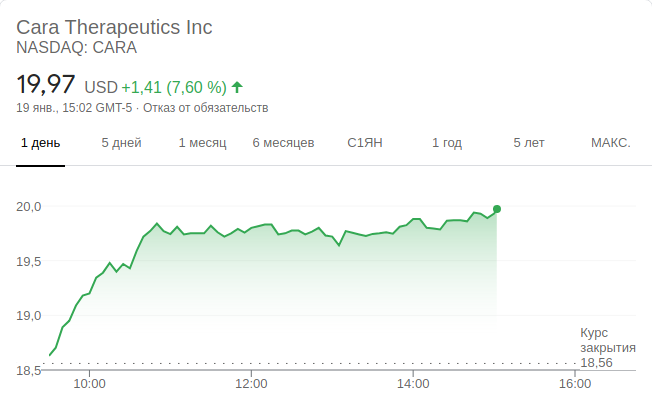 Cara Therapeutics Inc
NASDAQ: CARA
19,97 USD +1,41 (7,60 %)
19 янв., 15:02 GMT-5 · Отказ от обязательств
1 день 5 дней 1 месяц 6 месяцев С1ЯН 1 год 5 лет МАКС.
20,0
19,5
19,0
Курс
закрытия
18,56
18,5
10:00 12:00 14:00 16:00